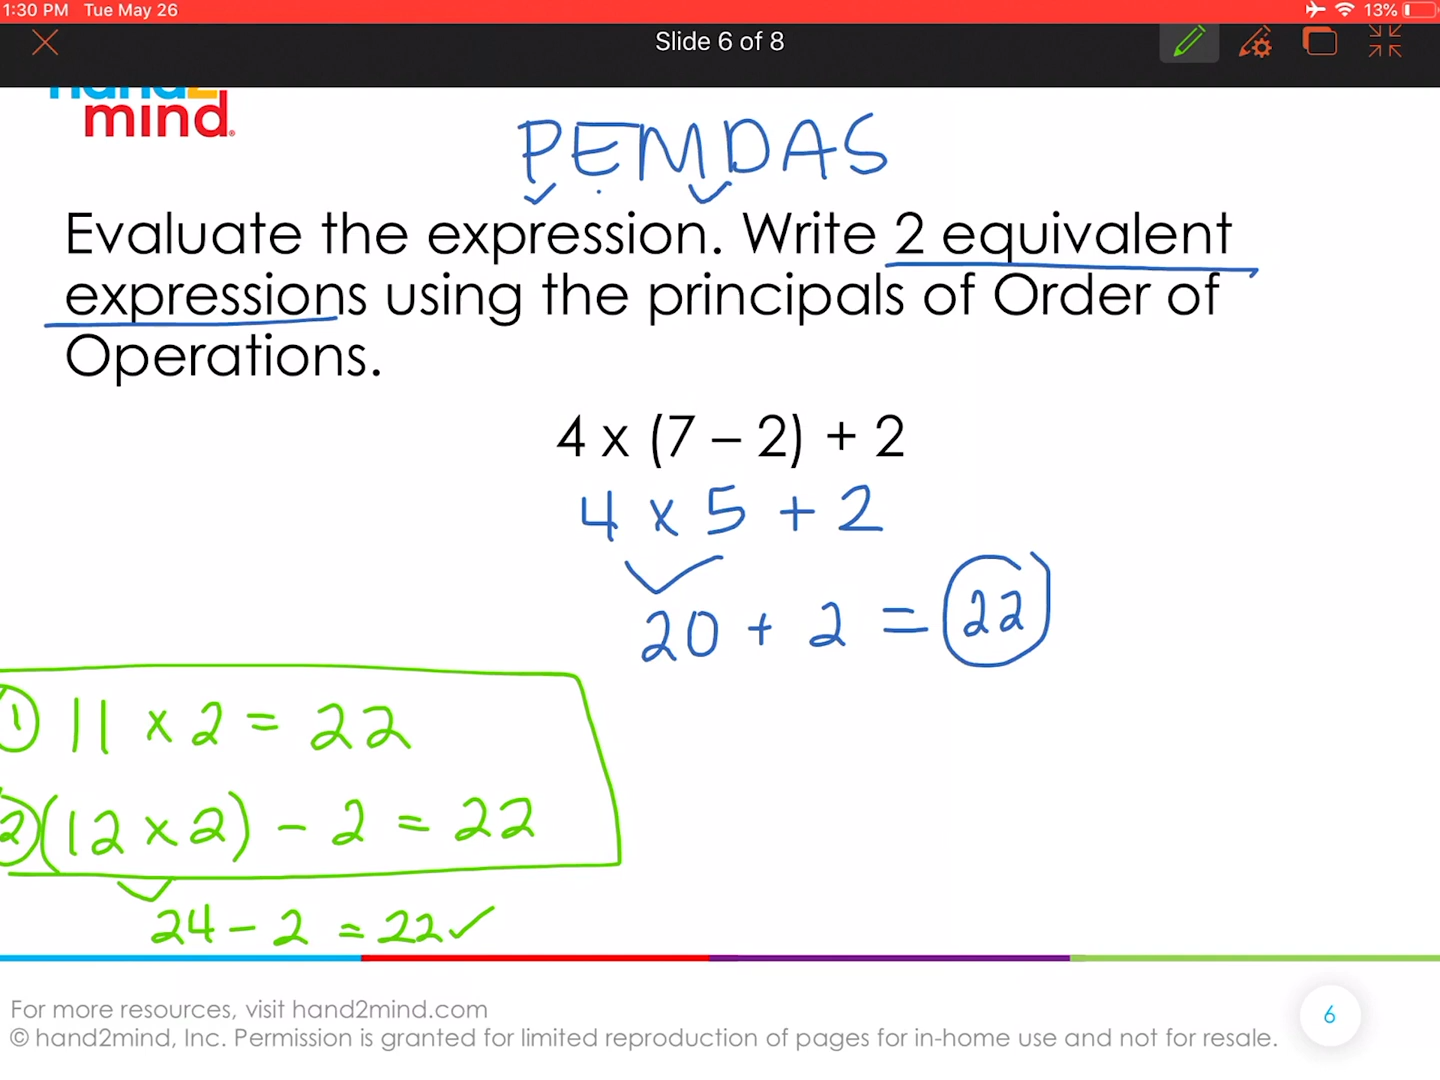 1:30 PM Tue May 26 13%
Slide 6 of 8
hand2
mind®
PEMDAS
Evaluate the expression. Write 2 equivalent
expressions using the principals of Order of
Operations.
4 x (7 – 2) + 2
4 x 5 + 2
20 + 2 = 22
1 11 x 2 = 22
2 (12 x 2) - 2 = 22
24 - 2 = 22 ✓
For more resources, visit hand2mind.com
© hand2mind, Inc. Permission is granted for limited reproduction of pages for in-home use and not for resale.
6